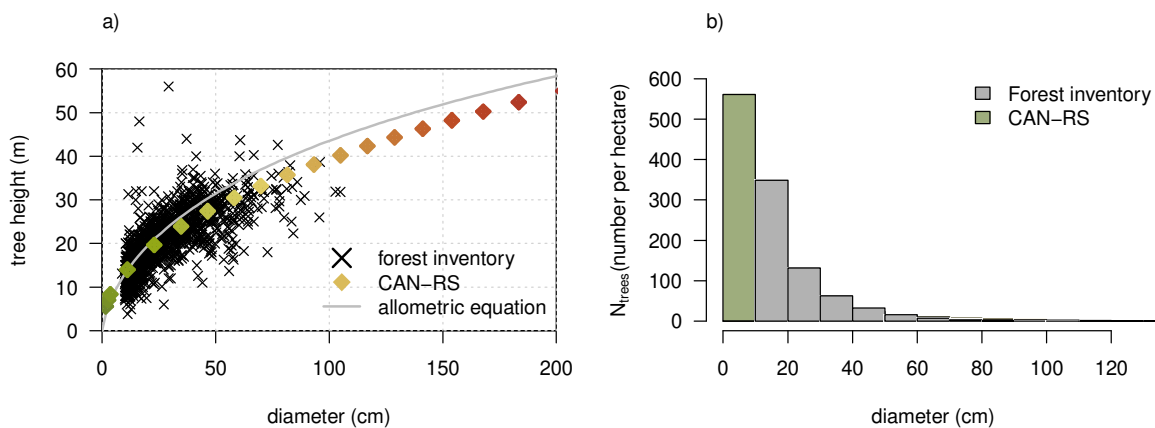 a)
60
50
40
30
20
10
0
tree height (m)
forest inventory
CAN−RS
allometric equation
0 50 100 150 200
diameter (cm)
b)
600
500
400
300
200
100
0
N_trees (number per hectare)
Forest inventory
CAN−RS
0 20 40 60 80 100 120
diameter (cm)